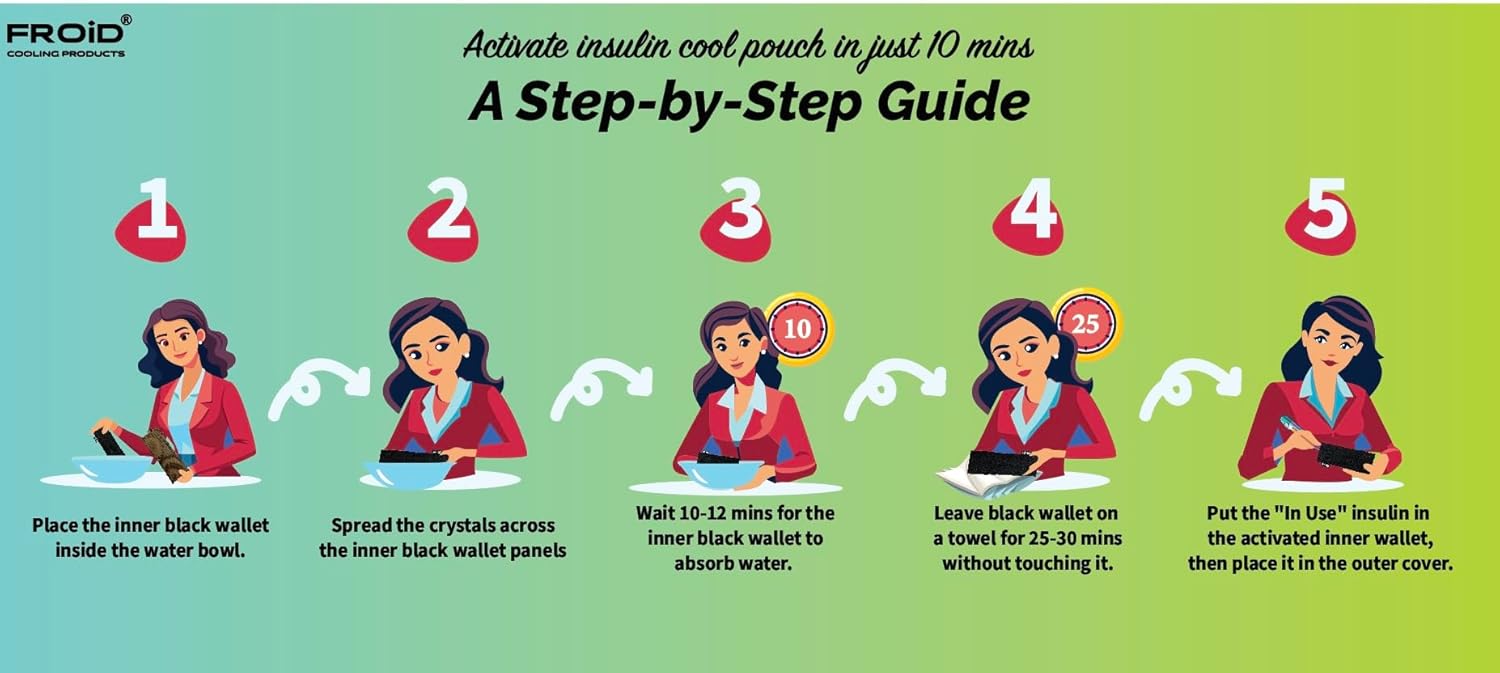 FROiD®
COOLING PRODUCTS
Activate insulin cool pouch in just 10 mins
A Step-by-Step Guide
1
2
3
4
5
10
25
Place the inner black wallet
inside the water bowl.
Spread the crystals across
the inner black wallet panels
Wait 10-12 mins for the
inner black wallet to
absorb water.
Leave black wallet on
a towel for 25-30 mins
without touching it.
Put the "In Use" insulin in
the activated inner wallet,
then place it in the outer cover.